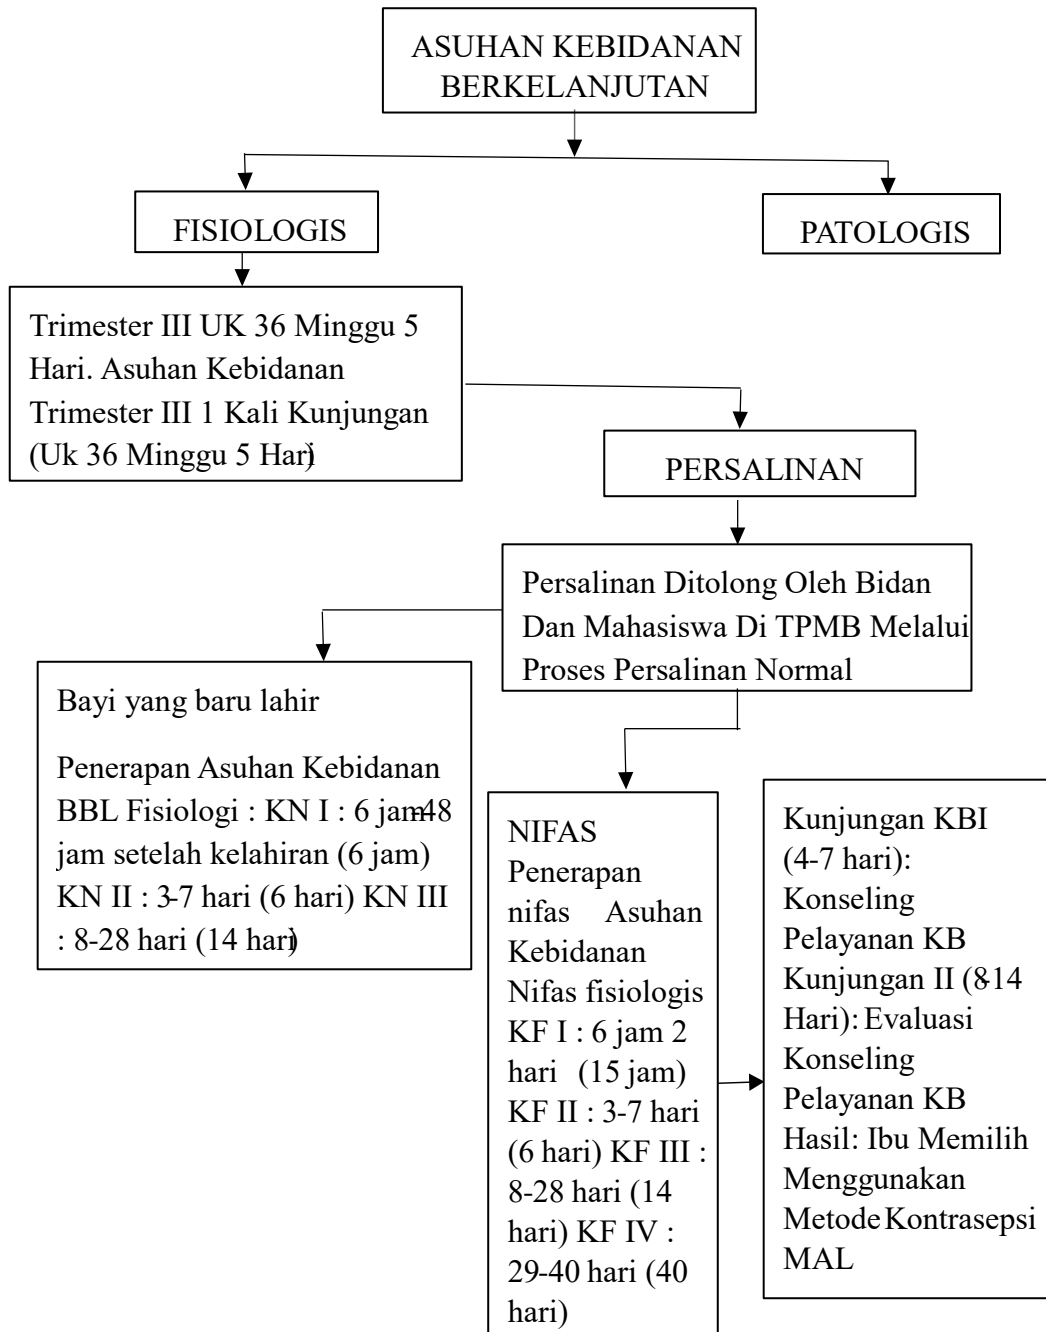 ASUHAN KEBIDANAN
BERKELANJUTAN
FISIOLOGIS
PATOLOGIS
Trimester III UK 36 Minggu 5
Hari. Asuhan Kebidanan
Trimester III 1 Kali Kunjungan
(Uk 36 Minggu 5 Hari)
PERSALINAN
Persalinan Ditolong Oleh Bidan
Dan Mahasiswa Di TPMB Melalui
Proses Persalinan Normal
Bayi yang baru lahir
Penerapan Asuhan Kebidanan
BBL Fisiologi : KN I : 6 jam-48
jam setelah kelahiran (6 jam)
KN II : 3-7 hari (6 hari) KN III
: 8-28 hari (14 hari)
NIFAS
Penerapan
nifas Asuhan
Kebidanan
Nifas fisiologis
KF I : 6 jam 2
hari (15 jam)
KF II : 3-7 hari
(6 hari) KF III :
8-28 hari (14
hari) KF IV :
29-40 hari (40
hari)
Kunjungan KBI
(4-7 hari):
Konseling
Pelayanan KB
Kunjungan II (8-14
Hari): Evaluasi
Konseling
Pelayanan KB
Hasil: Ibu Memilih
Menggunakan
Metode Kontrasepsi
MAL